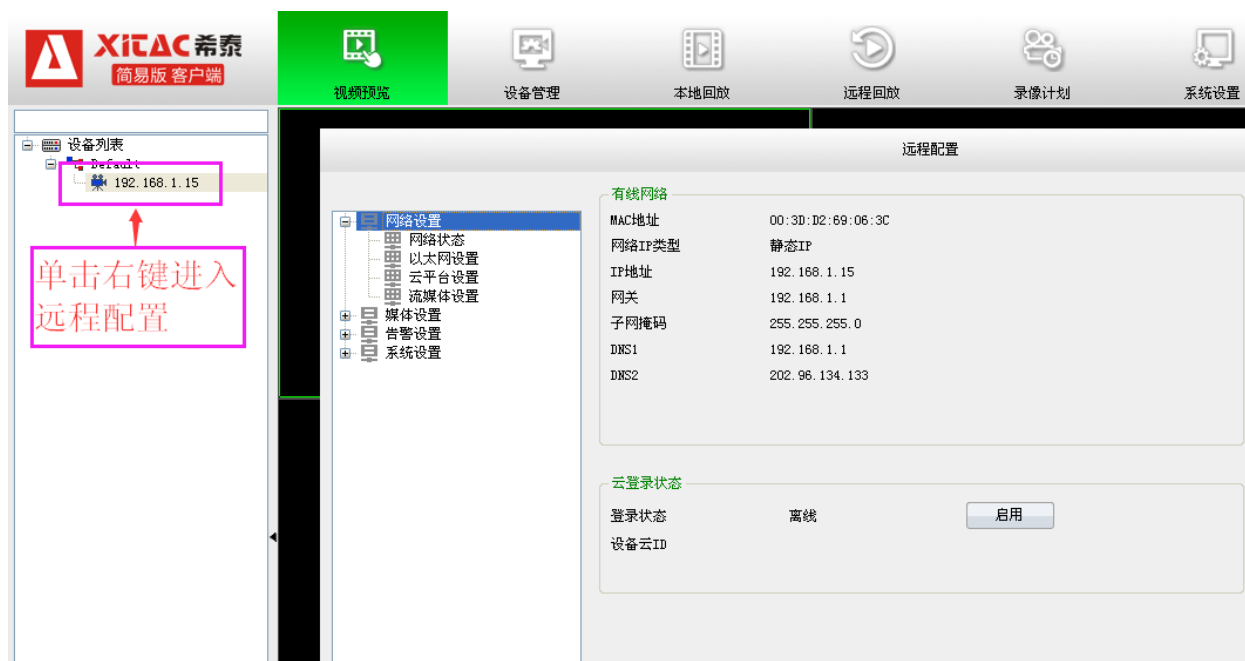 XiTAC希泰
简易版 客户端
视频预览
设备管理
本地回放
远程回放
录像计划
系统设置
设备列表
Default
192.168.1.15
单击右键进入
远程配置
远程配置
网络设置
网络状态
以太网设置
云平台设置
流媒体设置
媒体设置
告警设置
系统设置
有线网络
MAC地址 00:3D:D2:69:06:3C
网络IP类型 静态IP
IP地址 192.168.1.15
网关 192.168.1.1
子网掩码 255.255.255.0
DNS1 192.168.1.1
DNS2 202.96.134.133
云登录状态
登录状态 离线 启用
设备云ID